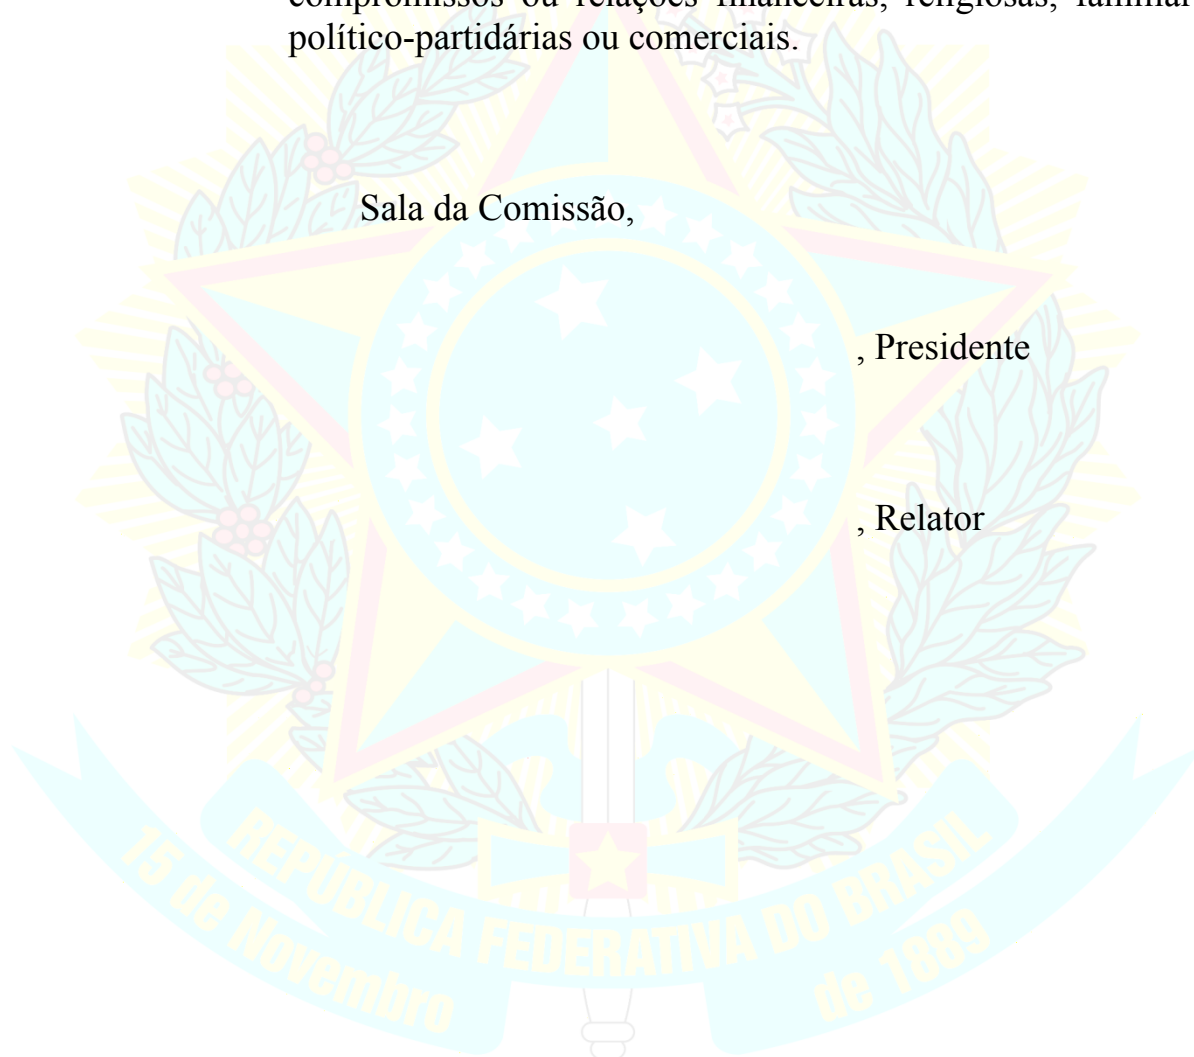 compromissos ou relações financeiras, religiosas, familiar
político-partidárias ou comerciais.
Sala da Comissão,
, Presidente
, Relator
REPÚBLICA FEDERATIVA DO BRASIL
15 de Novembro
de 1889